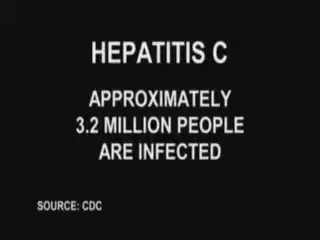 HEPATITIS C
APPROXIMATELY
3.2 MILLION PEOPLE
ARE INFECTED
SOURCE: CDC